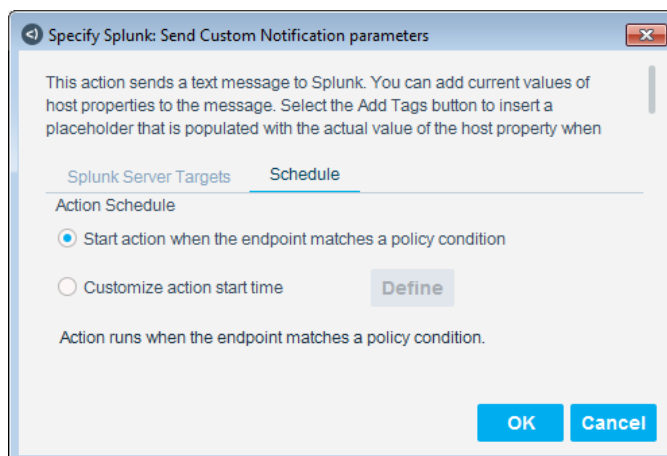 Specify Splunk: Send Custom Notification parameters
This action sends a text message to Splunk. You can add current values of
host properties to the message. Select the Add Tags button to insert a
placeholder that is populated with the actual value of the host property when
Splunk Server Targets Schedule
Action Schedule
Start action when the endpoint matches a policy condition
Customize action start time Define
Action runs when the endpoint matches a policy condition.
OK Cancel